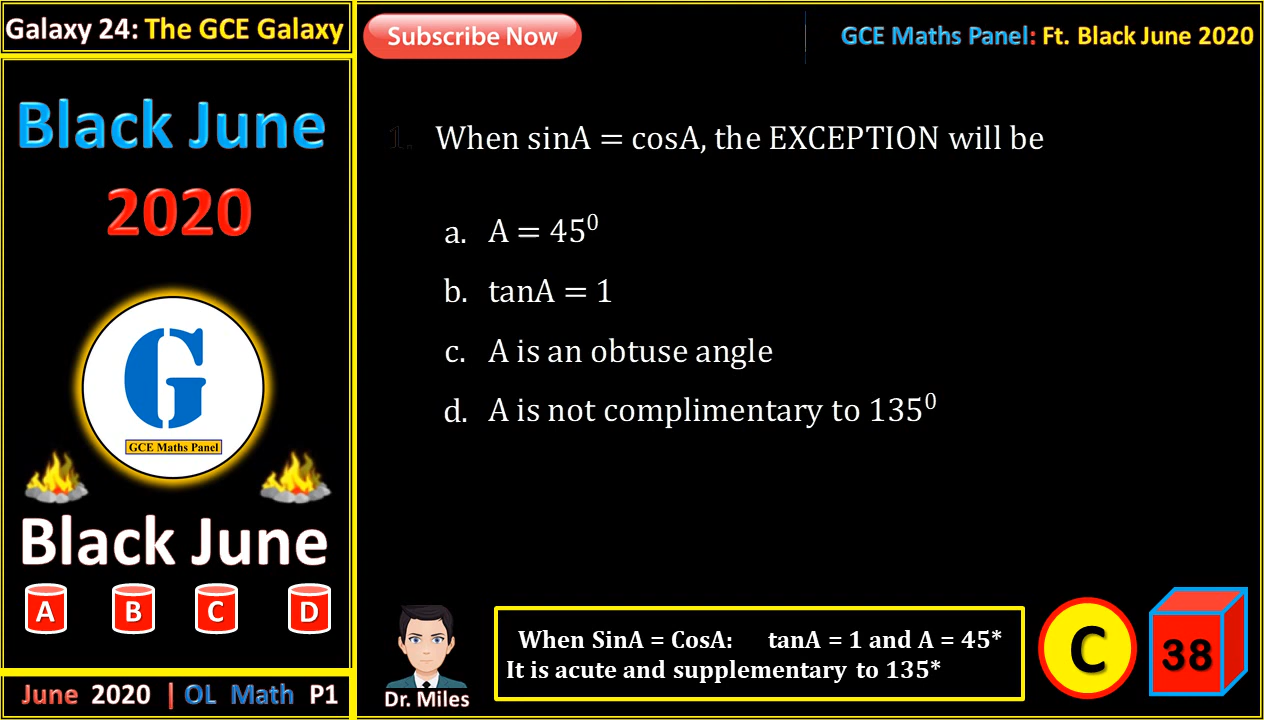 Galaxy 24: The GCE Galaxy
Subscribe Now
GCE Maths Panel: Ft. Black June 2020
Black June
2020
G
GCE Maths Panel
Black June
A B C D
June 2020 | OL Math P1
1. When sinA = cosA, the EXCEPTION will be
a. A = 45⁰
b. tanA = 1
c. A is an obtuse angle
d. A is not complimentary to 135⁰
Dr. Miles
When SinA = CosA: tanA = 1 and A = 45*
It is acute and supplementary to 135*
C
38